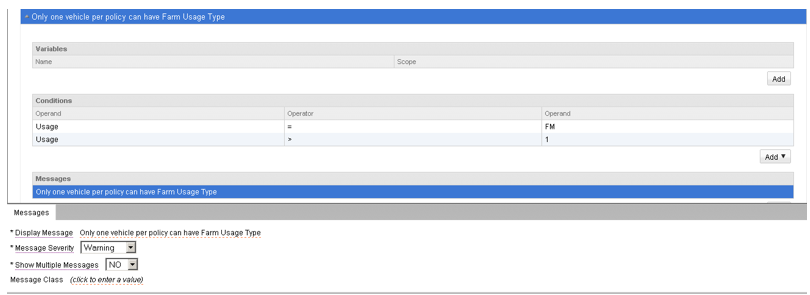 Only one vehicle per policy can have Farm Usage Type
Variables
Name Scope
Add
Conditions
Operand Operator Operand
Usage = FM
Usage > 1
Add
Messages
Only one vehicle per policy can have Farm Usage Type
Messages
* Display Message Only one vehicle per policy can have Farm Usage Type
* Message Severity Warning
* Show Multiple Messages NO
Message Class (click to enter a value)